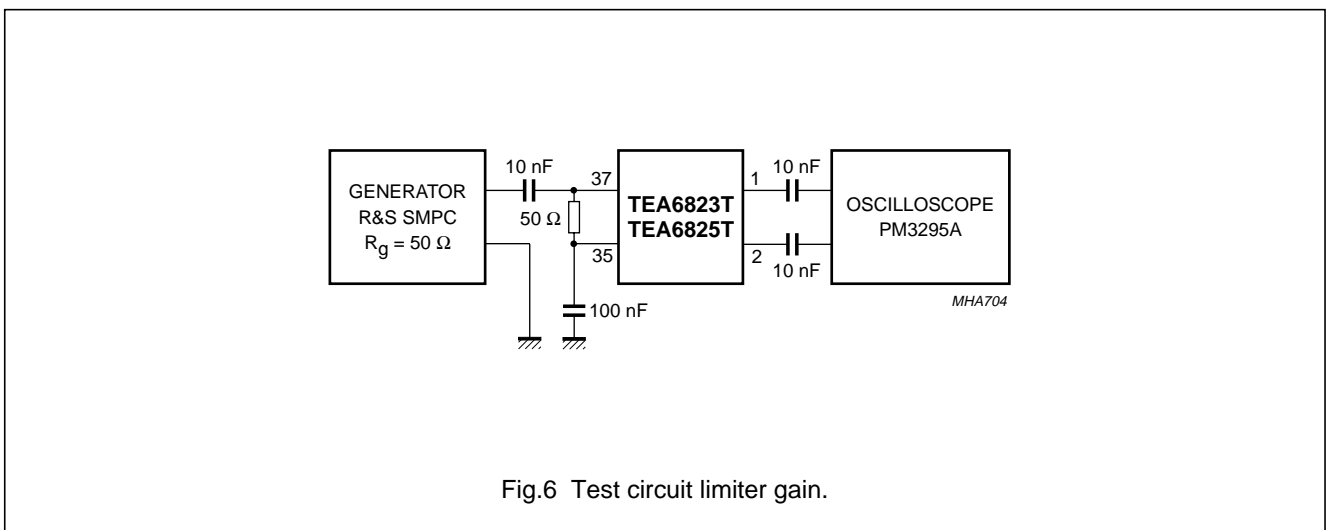 GENERATOR
R&S SMPC
Rg = 50 Ω
10 nF
50 Ω
37
35
100 nF
TEA6823T
TEA6825T
1
2
10 nF
10 nF
OSCILLOSCOPE
PM3295A
MHA704
Fig.6 Test circuit limiter gain.